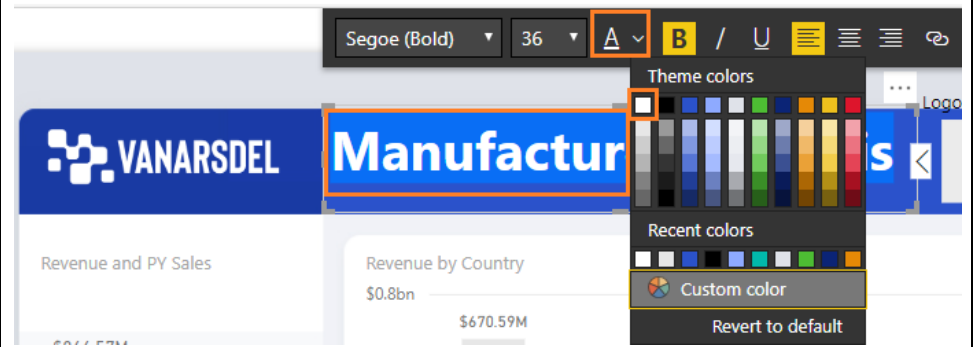 Segoe (Bold) 36 A B / U
Theme colors
Logo
VANARSDEL
Manufactur
is
Recent colors
Revenue and PY Sales
Revenue by Country
Custom color
$0.8bn
$670.59M
Revert to default